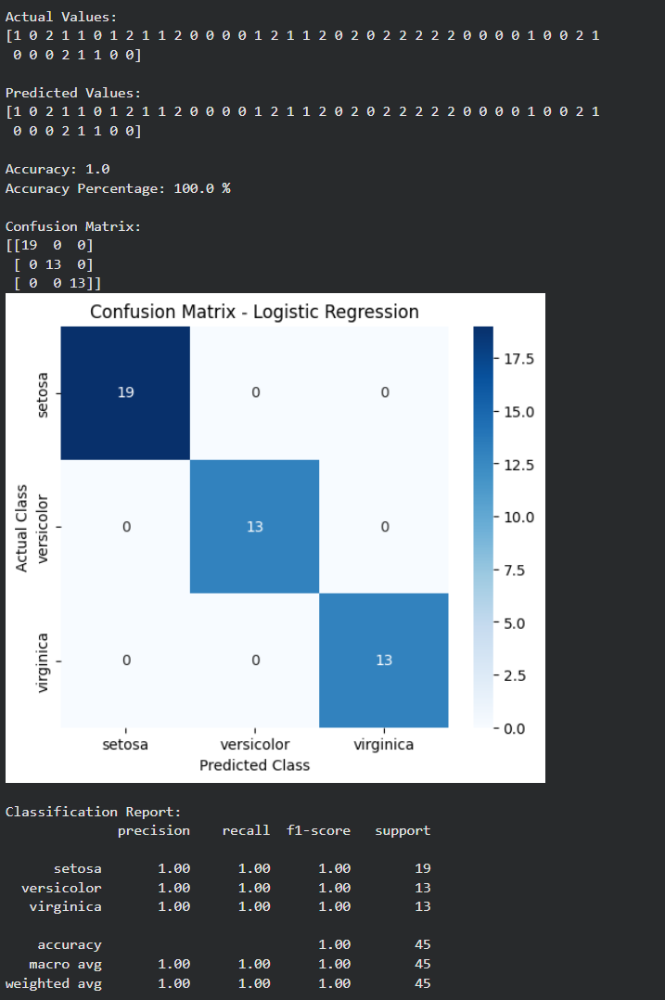 Actual Values:
[1 0 2 1 1 0 1 2 1 1 2 0 0 0 0 1 2 1 1 2 0 2 0 2 2 2 2 2 0 0 0 0 1 0 0 2 1
 0 0 0 2 1 1 0 0]
Predicted Values:
[1 0 2 1 1 0 1 2 1 1 2 0 0 0 0 1 2 1 1 2 0 2 0 2 2 2 2 2 0 0 0 0 1 0 0 2 1
 0 0 0 2 1 1 0 0]
Accuracy: 1.0
Accuracy Percentage: 100.0 %
Confusion Matrix:
[[19  0  0]
 [ 0 13  0]
 [ 0  0 13]]
Confusion Matrix - Logistic Regression
Actual Class
setosa
versicolor
virginica
19 0 0
0 13 0
0 0 13
setosa versicolor virginica
Predicted Class
17.5
15.0
12.5
10.0
7.5
5.0
2.5
0.0
Classification Report:
precision recall f1-score support
setosa 1.00 1.00 1.00 19
versicolor 1.00 1.00 1.00 13
virginica 1.00 1.00 1.00 13
accuracy 1.00 45
macro avg 1.00 1.00 1.00 45
weighted avg 1.00 1.00 1.00 45